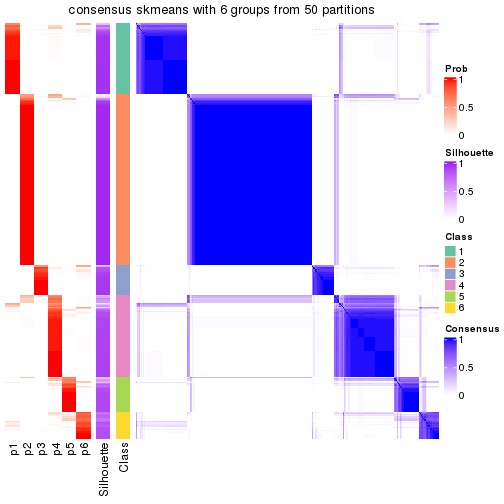 consensus skmeans with 6 groups from 50 partitions
Prob
1
0.5
0
Silhouette
1
0.5
0
Class
1
2
3
4
5
6
Consensus
1
0.5
0
p1
p2
p3
p4
p5
p6
Silhouette
Class